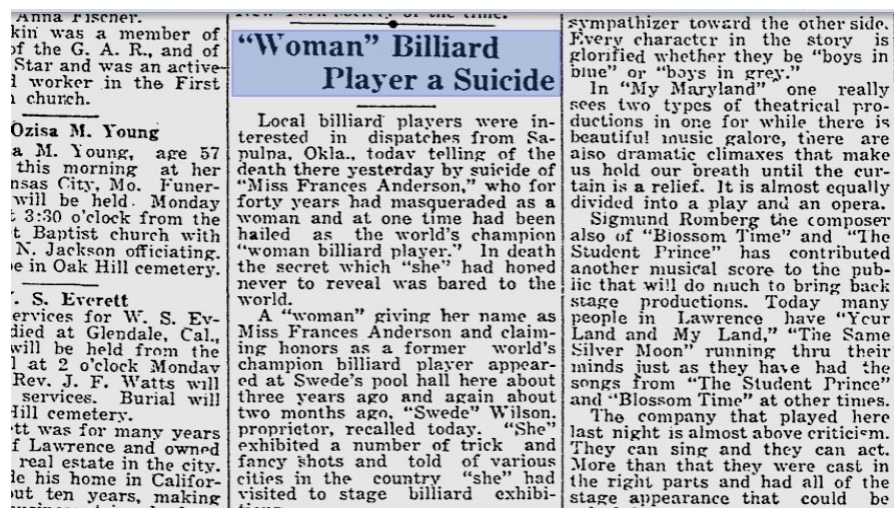 Anna Fischer.
kin was a member of
of the G. A. R., and of
Star and was an active
worker in the First
church.
Ozisa M. Young
a M. Young, age 57
this morning at her
nsas City, Mo. Funer-
will be held Monday
3:30 o'clock from the
t Baptist church with
N. Jackson officiating.
e in Oak Hill cemetery.
. S. Everett
ervices for W. S. Ev-
died at Glendale, Cal.,
will be held from the
at 2 o'clock Monday
Rev. J. F. Watts will
services. Burial will
Hill cemetery.
ett was for many years
f Lawrence and owned
real estate in the city.
le his home in Califor-
out ten years, making
"Woman" Billiard
Player a Suicide
Local billiard players were in-
terested in dispatches from Sa-
pulpa, Okla., today telling of the
death there yesterday by suicide of
"Miss Frances Anderson," who for
forty years had masqueraded as a
woman and at one time had been
hailed as the world's champion
"woman billiard player." In death
the secret which "she" had hoped
never to reveal was bared to the
world.
A "woman" giving her name as
Miss Frances Anderson and claim-
ing honors as a former world's
champion billiard player appear-
ed at Swede's pool hall here about
three years ago and again about
two months ago, "Swede" Wilson,
proprietor, recalled today. "She"
exhibited a number of trick and
fancy shots and told of various
cities in the country "she" had
visited to stage billiard exhibi-
sympathizer toward the other side.
Every character in the story is
glorified whether they be "boys in
blue" or "boys in grey."
In "My Maryland" one really
sees two types of theatrical pro-
ductions in one for while there is
beautiful music galore, there are
also dramatic climaxes that make
us hold our breath until the cur-
tain is a relief. It is almost equally
divided into a play and an opera.
Sigmund Romberg the composer
also of "Blossom Time" and "The
Student Prince" has contributed
another musical score to the pub-
lic that will do much to bring back
stage productions. Today many
people in Lawrence have "Your
Land and My Land," "The Same
Silver Moon" running thru their
minds just as they have had the
songs from "The Student Prince"
and "Blossom Time" at other times.
The company that played here
last night is almost above criticism.
They can sing and they can act.
More than that they were cast in
the right parts and had all of the
stage appearance that could be